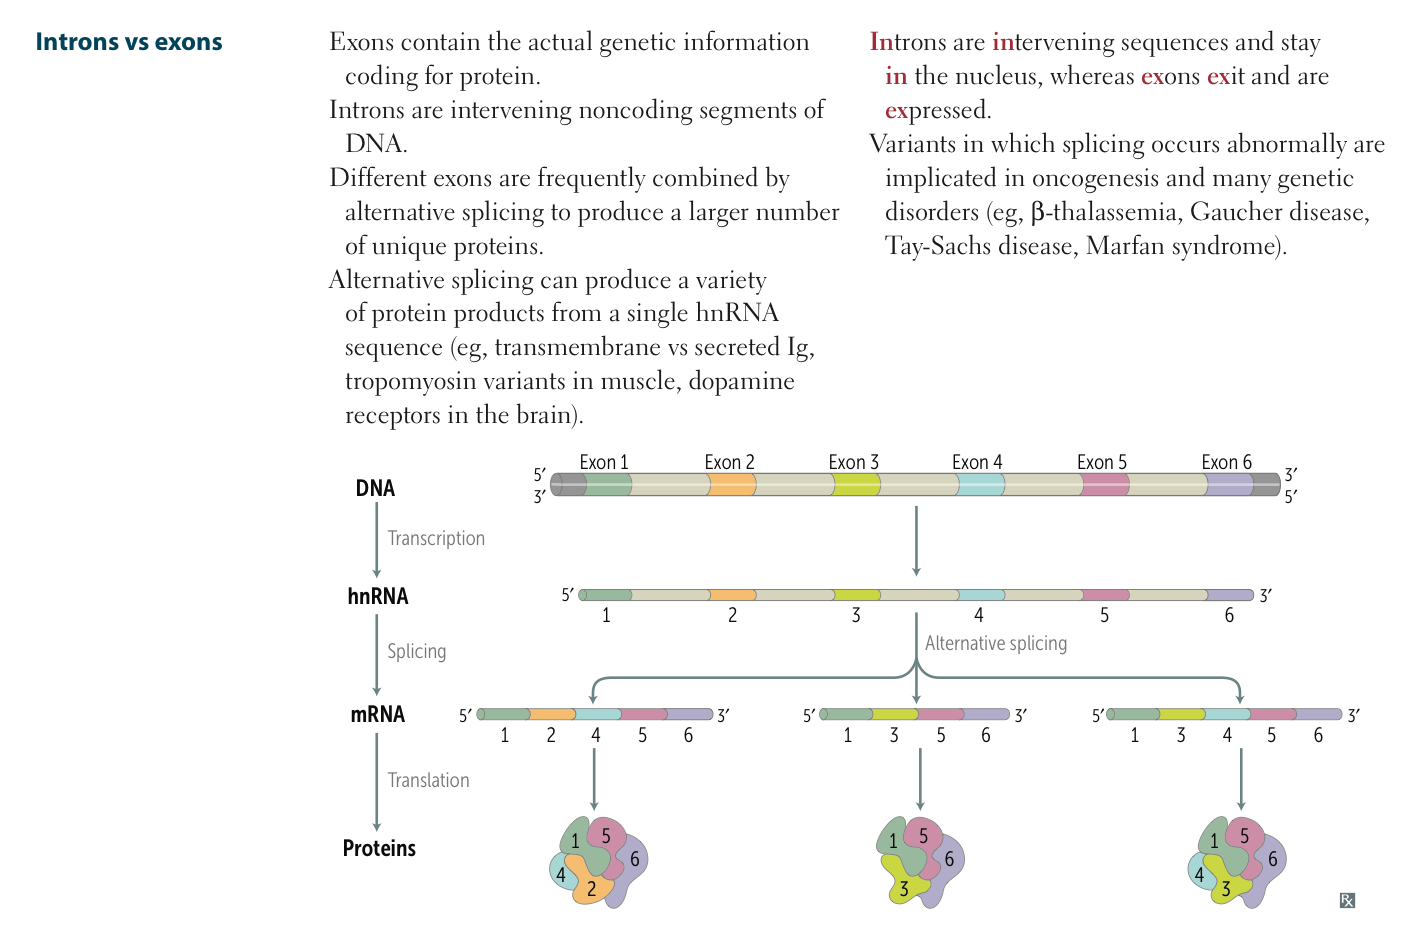 Introns vs exons
Exons contain the actual genetic information
coding for protein.
Introns are intervening noncoding segments of
DNA.
Different exons are frequently combined by
alternative splicing to produce a larger number
of unique proteins.
Alternative splicing can produce a variety
of protein products from a single hnRNA
sequence (eg, transmembrane vs secreted Ig,
tropomyosin variants in muscle, dopamine
receptors in the brain).
Introns are intervening sequences and stay
in the nucleus, whereas exons exit and are
expressed.
Variants in which splicing occurs abnormally are
implicated in oncogenesis and many genetic
disorders (eg, β-thalassemia, Gaucher disease,
Tay-Sachs disease, Marfan syndrome).
Exon 1 Exon 2 Exon 3 Exon 4 Exon 5 Exon 6
5′ 3′
DNA
3′ 5′
Transcription
hnRNA 5′ 3′
1 2 3 4 5 6
Splicing Alternative splicing
mRNA 5′ 3′ 5′ 3′ 5′ 3′
1 2 4 5 6 1 3 5 6 1 3 4 5 6
Translation
Proteins
1 5 6 4 2
1 5 6 3
1 5 6 4 3
Rx